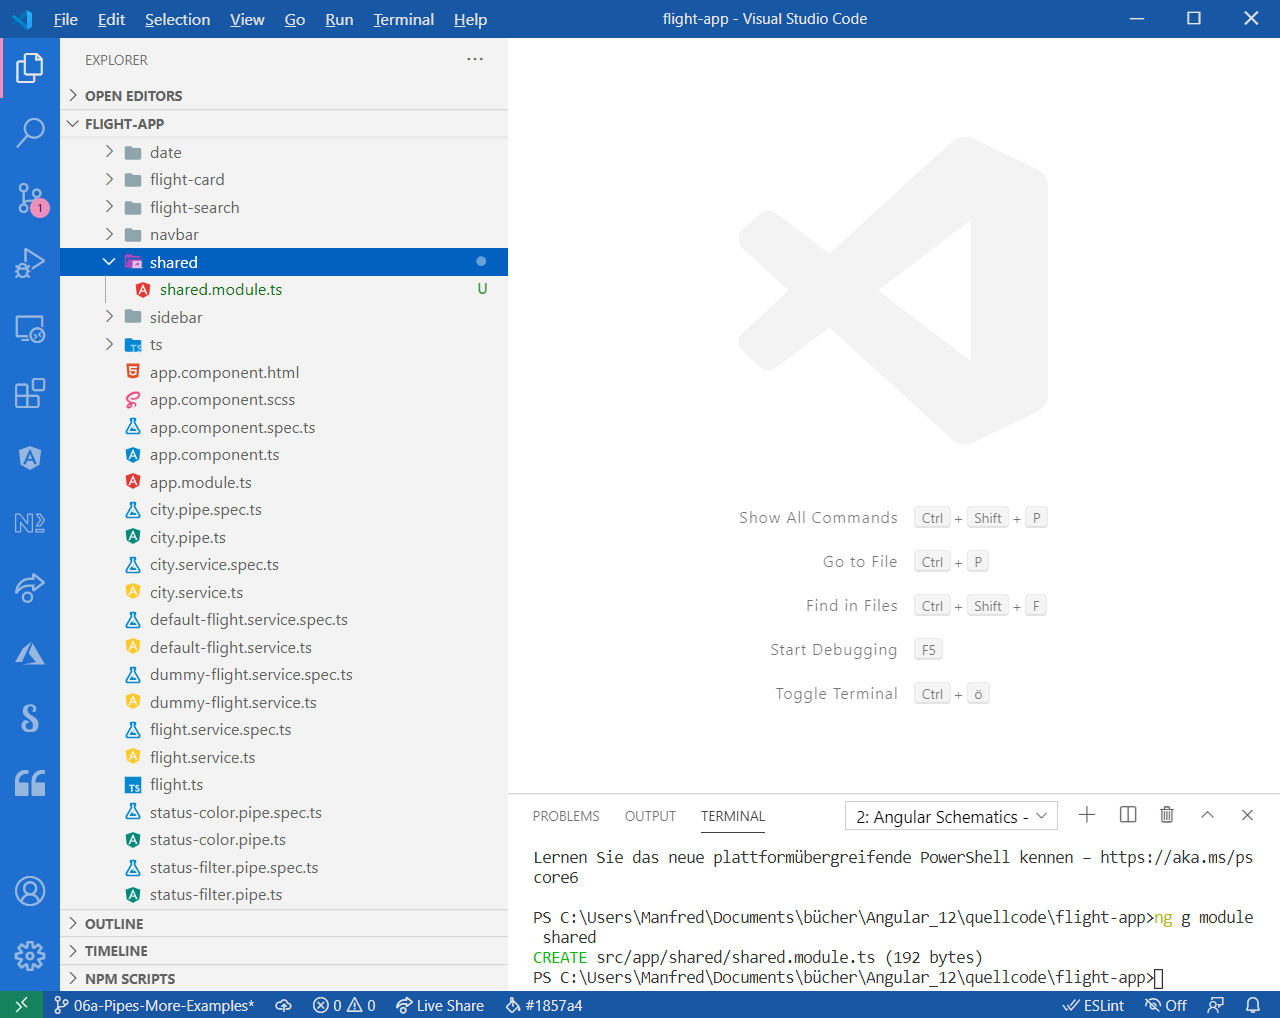 File Edit Selection View Go Run Terminal Help flight-app - Visual Studio Code
EXPLORER
OPEN EDITORS
FLIGHT-APP
date
flight-card
flight-search
navbar
shared
shared.module.ts U
sidebar
ts
app.component.html
app.component.scss
app.component.spec.ts
app.component.ts
app.module.ts
city.pipe.spec.ts
city.pipe.ts
city.service.spec.ts
city.service.ts
default-flight.service.spec.ts
default-flight.service.ts
dummy-flight.service.spec.ts
dummy-flight.service.ts
flight.service.spec.ts
flight.service.ts
TS flight.ts
status-color.pipe.spec.ts
status-color.pipe.ts
status-filter.pipe.spec.ts
status-filter.pipe.ts
OUTLINE
TIMELINE
NPM SCRIPTS
1
Show All Commands Ctrl + Shift + P
Go to File Ctrl + P
Find in Files Ctrl + Shift + F
Start Debugging F5
Toggle Terminal Ctrl + ö
PROBLEMS OUTPUT TERMINAL 2: Angular Schematics -
Lernen Sie das neue plattformübergreifende PowerShell kennen – https://aka.ms/ps
core6
PS C:\Users\Manfred\Documents\bücher\Angular_12\quellcode\flight-app>ng g module
shared
CREATE src/app/shared/shared.module.ts (192 bytes)
PS C:\Users\Manfred\Documents\bücher\Angular_12\quellcode\flight-app>
06a-Pipes-More-Examples* 0 0 Live Share #1857a4 ESLint Off